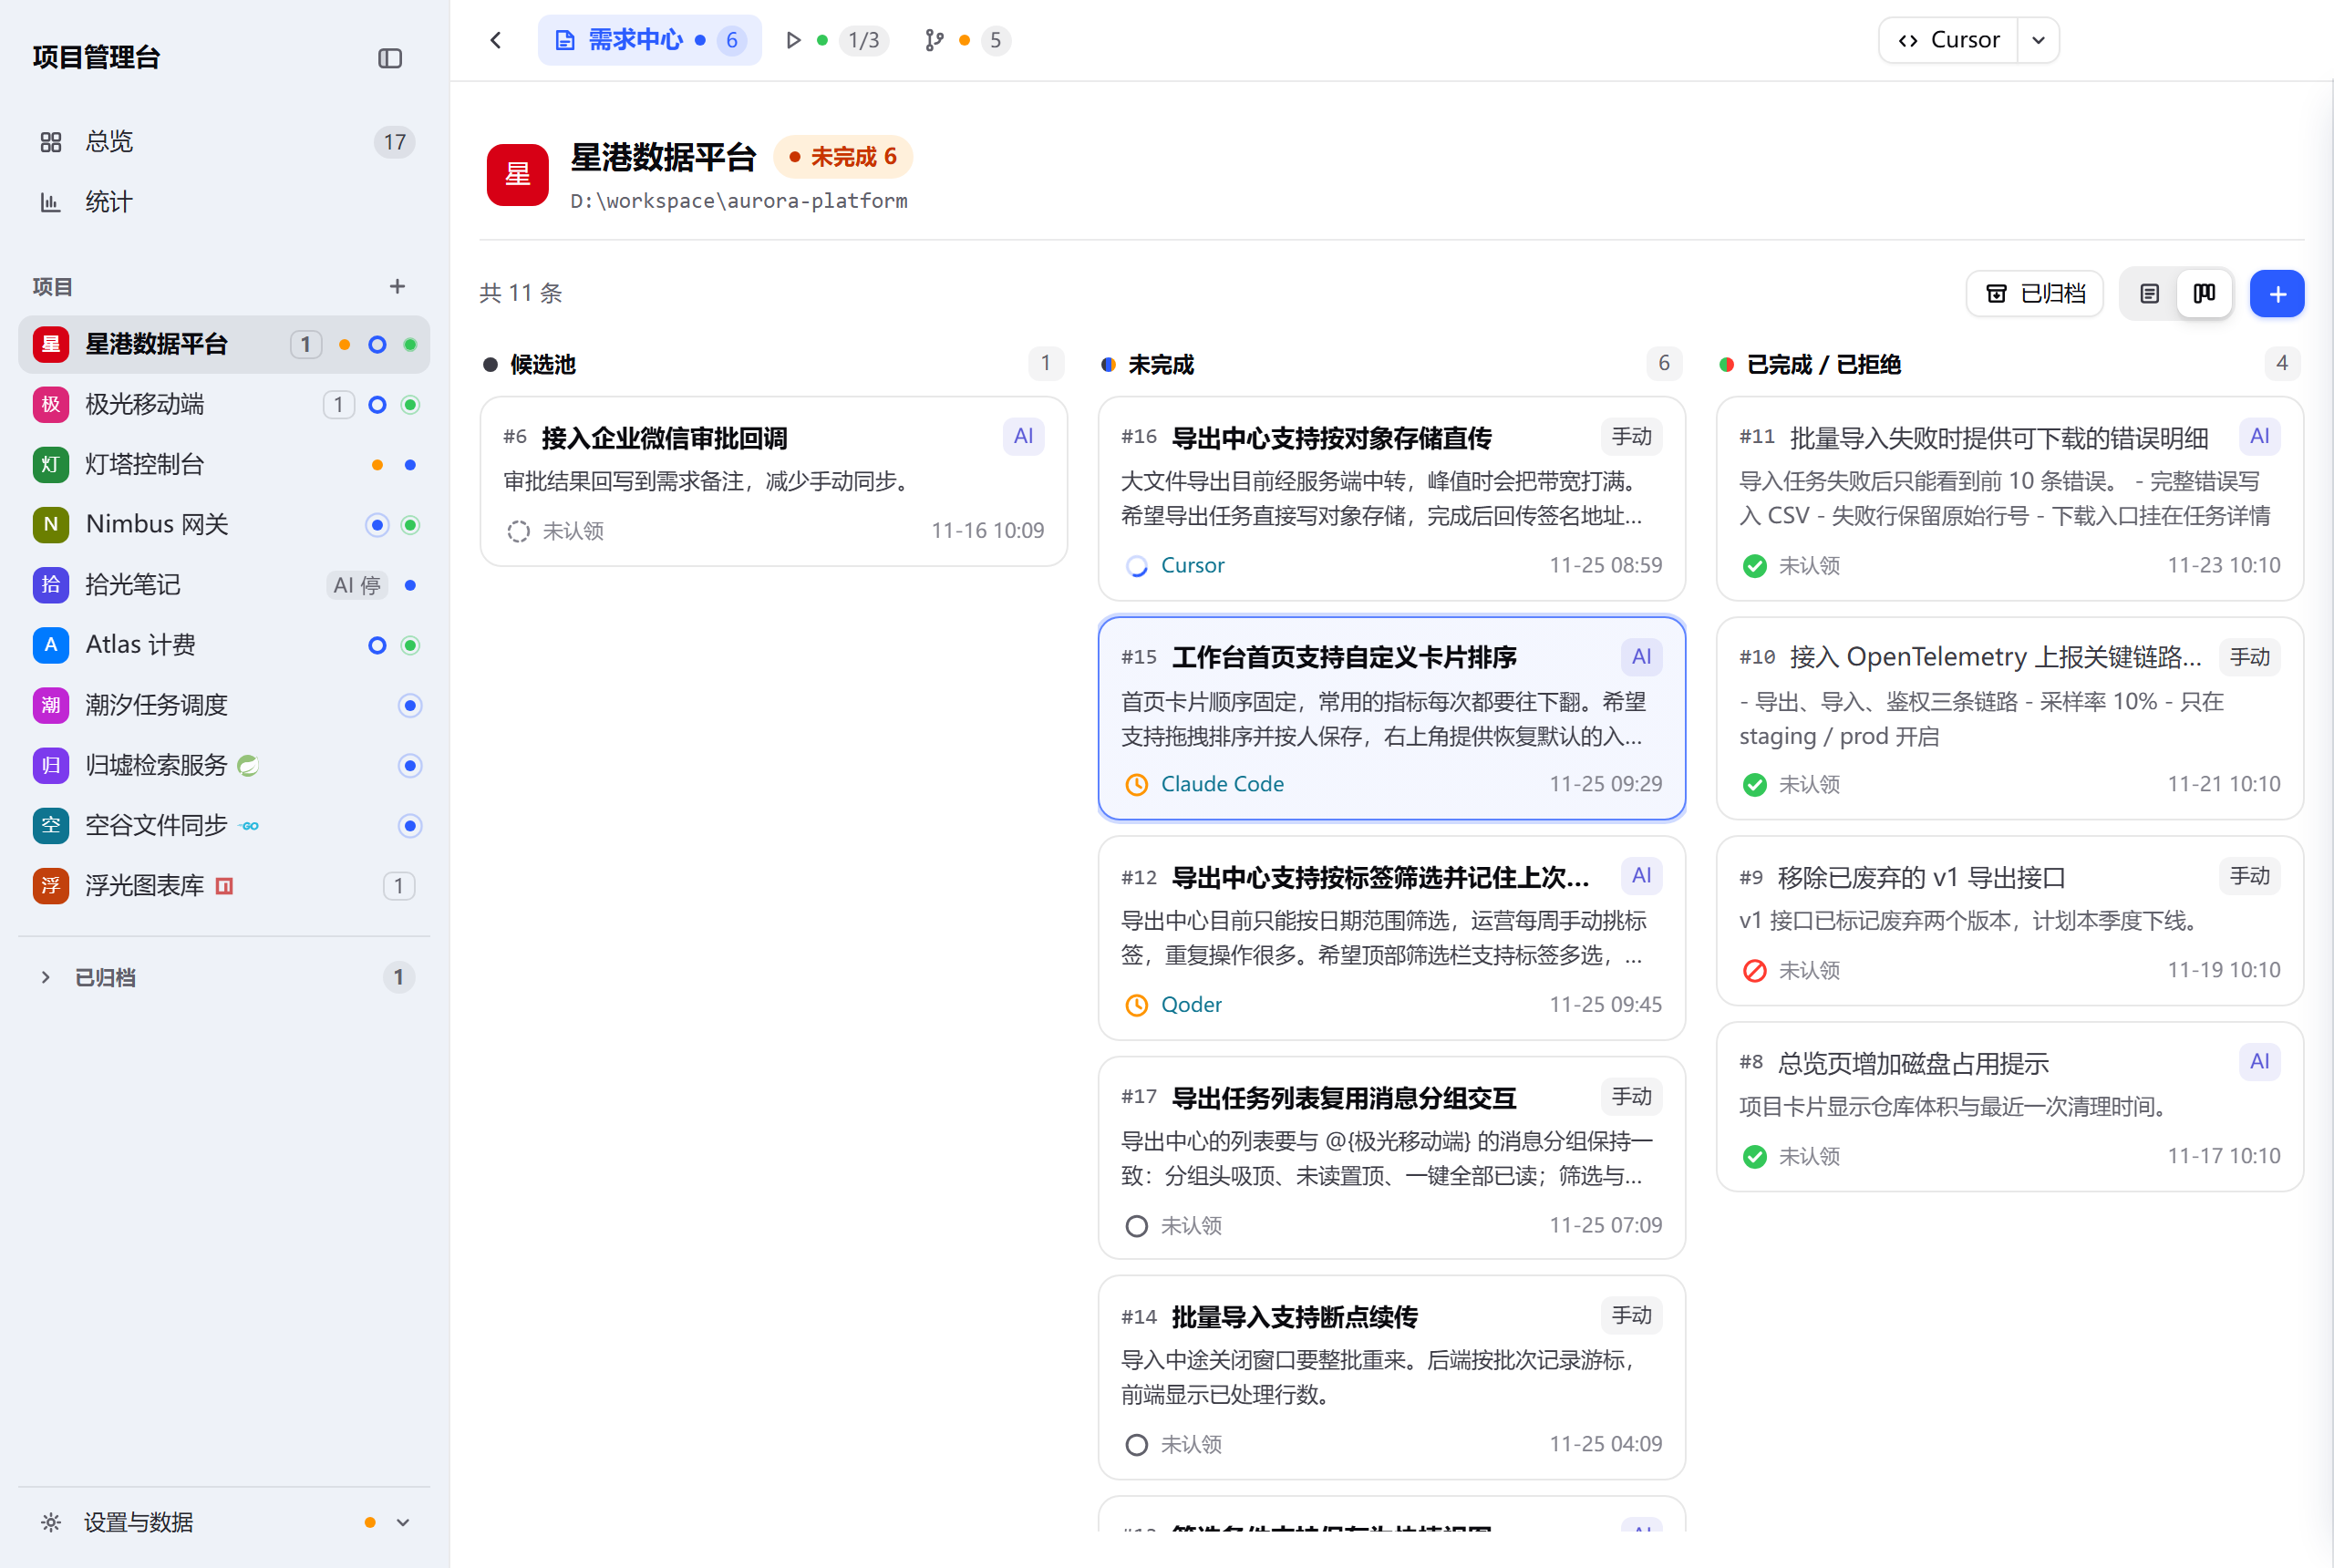 项目管理台
总览 17
统计
项目
星 星港数据平台 1
极 极光移动端 1
灯 灯塔控制台
N Nimbus 网关
拾 拾光笔记 AI 停
A Atlas 计费
潮 潮汐任务调度
归 归墟检索服务
空 空谷文件同步 GO
浮 浮光图表库 1
已归档 1
设置与数据
需求中心 6
1/3
5
Cursor
星 星港数据平台 未完成 6
D:\workspace\aurora-platform
共 11 条
已归档
候选池 1
#6 接入企业微信审批回调 AI
审批结果回写到需求备注，减少手动同步。
未认领 11-16 10:09
未完成 6
#16 导出中心支持按对象存储直传 手动
大文件导出目前经服务端中转，峰值时会把带宽打满。
希望导出任务直接写对象存储，完成后回传签名地址...
Cursor 11-25 08:59
#15 工作台首页支持自定义卡片排序 AI
首页卡片顺序固定，常用的指标每次都要往下翻。希望
支持拖拽排序并按人保存，右上角提供恢复默认的入...
Claude Code 11-25 09:29
#12 导出中心支持按标签筛选并记住上次... AI
导出中心目前只能按日期范围筛选，运营每周手动挑标
签，重复操作很多。希望顶部筛选栏支持标签多选，...
Qoder 11-25 09:45
#17 导出任务列表复用消息分组交互 手动
导出中心的列表要与 @{极光移动端} 的消息分组保持一
致：分组头吸顶、未读置顶、一键全部已读；筛选与...
未认领 11-25 07:09
#14 批量导入支持断点续传 手动
导入中途关闭窗口要整批重来。后端按批次记录游标，
前端显示已处理行数。
未认领 11-25 04:09
已完成 / 已拒绝 4
#11 批量导入失败时提供可下载的错误明细 AI
导入任务失败后只能看到前 10 条错误。 - 完整错误写
入 CSV - 失败行保留原始行号 - 下载入口挂在任务详情
未认领 11-23 10:10
#10 接入 OpenTelemetry 上报关键链路... 手动
- 导出、导入、鉴权三条链路 - 采样率 10% - 只在
staging / prod 开启
未认领 11-21 10:10
#9 移除已废弃的 v1 导出接口 手动
v1 接口已标记废弃两个版本，计划本季度下线。
未认领 11-19 10:10
#8 总览页增加磁盘占用提示 AI
项目卡片显示仓库体积与最近一次清理时间。
未认领 11-17 10:10